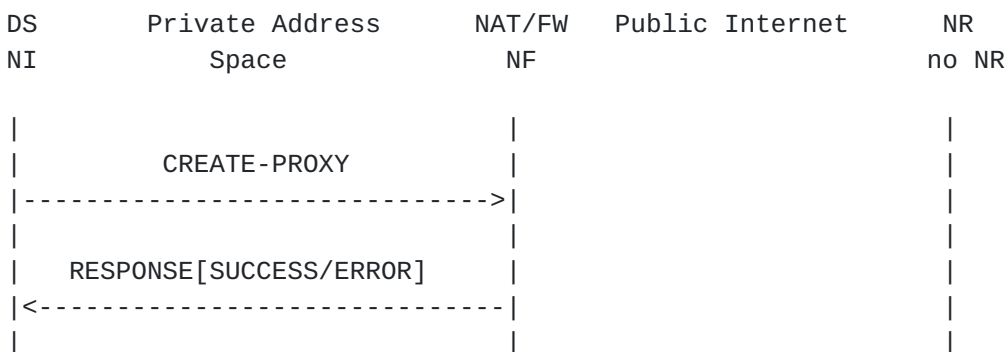 DS       Private Address      NAT/FW   Public Internet      NR
NI             Space              NF                           no NR
|                                |                            |
|         CREATE-PROXY           |                            |
|------------------------------>|                            |
|                                |                            |
|   RESPONSE[SUCCESS/ERROR]      |                            |
|<------------------------------|                            |
|                                |                            |